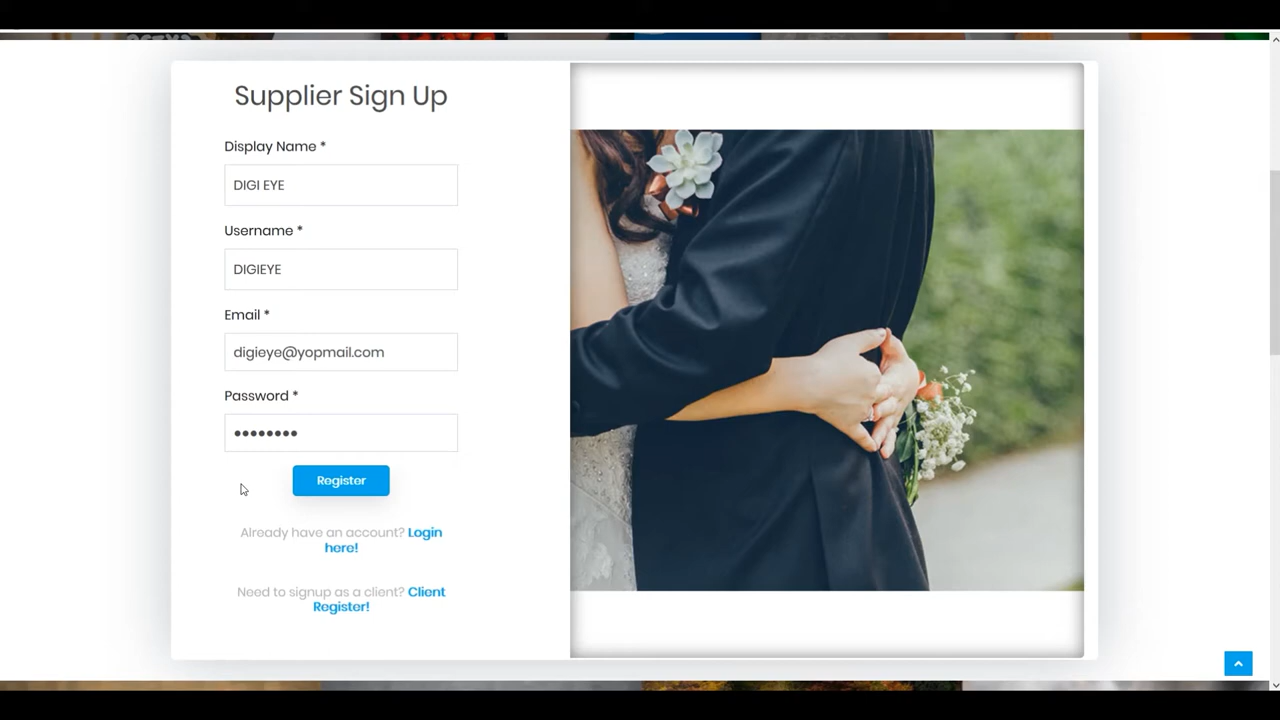 Supplier Sign Up
Display Name *
DIGI EYE
Username *
DIGIEYE
Email *
digieye@yopmail.com
Password *
••••••••
Register
Already have an account? Login
here!
Need to signup as a client? Client
Register!